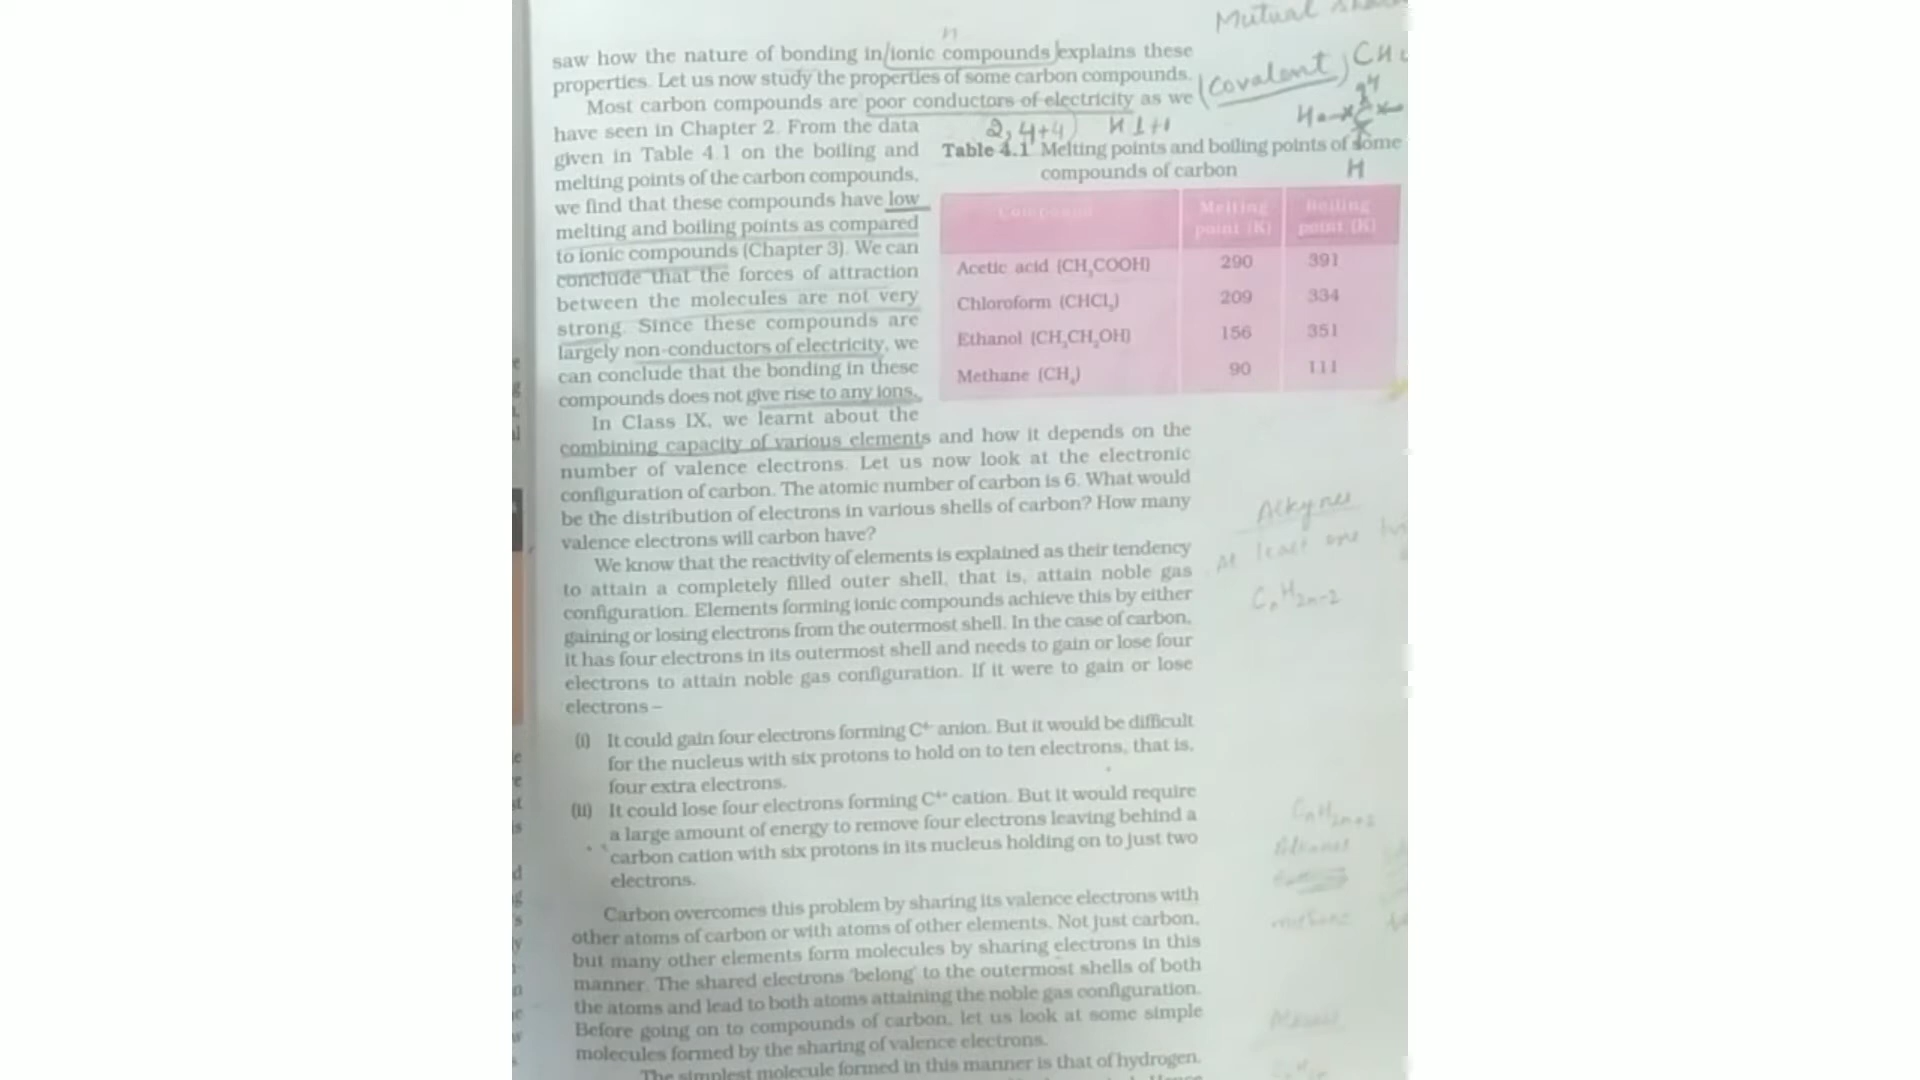 Mutual
saw how the nature of bonding in ionic compounds explains these
properties. Let us now study the properties of some carbon compounds.
(Covalent)
CH
Most carbon compounds are poor conductors of electricity as we
have seen in Chapter 2. From the data
given in Table 4.1 on the boiling and
melting points of the carbon compounds,
we find that these compounds have low
melting and boiling points as compared
to ionic compounds (Chapter 3). We can
conclude that the forces of attraction
between the molecules are not very
strong. Since these compounds are
largely non-conductors of electricity, we
can conclude that the bonding in these
compounds does not give rise to any ions.
2, 4+4 H 1+1
H
Table 4.1 Melting points and boiling points of some
compounds of carbon
Compound Melting point (K) Boiling point (K)
Acetic acid (CH3COOH) 290 391
Chloroform (CHCl3) 209 334
Ethanol (CH3CH2OH) 156 351
Methane (CH4) 90 111
In Class IX, we learnt about the
combining capacity of various elements and how it depends on the
number of valence electrons. Let us now look at the electronic
configuration of carbon. The atomic number of carbon is 6. What would
be the distribution of electrons in various shells of carbon? How many
valence electrons will carbon have?
We know that the reactivity of elements is explained as their tendency
to attain a completely filled outer shell, that is, attain noble gas
configuration. Elements forming ionic compounds achieve this by either
gaining or losing electrons from the outermost shell. In the case of carbon,
it has four electrons in its outermost shell and needs to gain or lose four
electrons to attain noble gas configuration. If it were to gain or lose
electrons –
Alkynes
At least one
CnH2n-2
(i) It could gain four electrons forming C4- anion. But it would be difficult
for the nucleus with six protons to hold on to ten electrons, that is,
four extra electrons.
(ii) It could lose four electrons forming C4+ cation. But it would require
a large amount of energy to remove four electrons leaving behind a
carbon cation with six protons in its nucleus holding on to just two
electrons.
CnH2n+2
Carbon overcomes this problem by sharing its valence electrons with
other atoms of carbon or with atoms of other elements. Not just carbon,
but many other elements form molecules by sharing electrons in this
manner. The shared electrons 'belong' to the outermost shells of both
the atoms and lead to both atoms attaining the noble gas configuration.
Before going on to compounds of carbon, let us look at some simple
molecules formed by the sharing of valence electrons.
The simplest molecule formed in this manner is that of hydrogen.